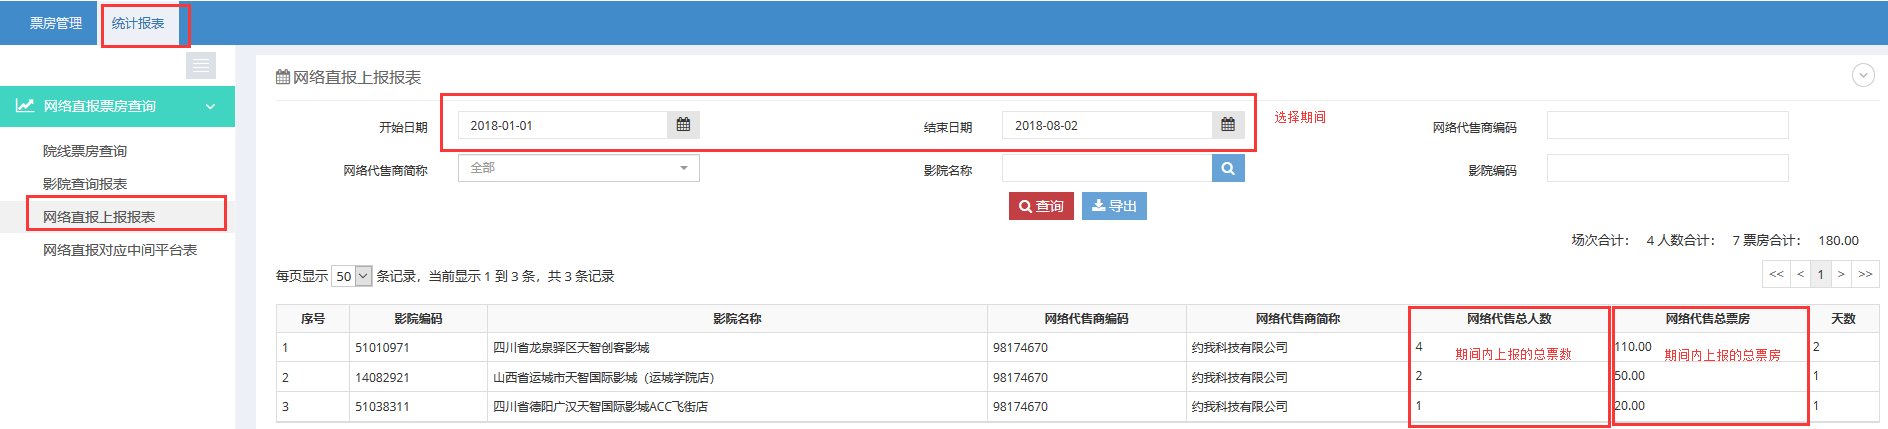 票房管理 统计报表
网络直报票房查询
院线票房查询
影院查询报表
网络直报上报报表
网络直报对应中间平台表
网络直报上报报表
开始日期 2018-01-01 结束日期 2018-08-02 选择期间 网络代售商编码
网络代售商简称 全部 影院名称 影院编码
查询 导出
场次合计： 4 人数合计： 7 票房合计： 180.00
每页显示 50 条记录，当前显示 1 到 3 条，共 3 条记录 << < 1 > >>
序号 影院编码 影院名称 网络代售商编码 网络代售商简称 网络代售总人数 网络代售总票房 天数
1 51010971 四川省龙泉驿区天智创客影城 98174670 约我科技有限公司 4 期间内上报的总票数 110.00 期间内上报的总票房 2
2 14082921 山西省运城市天智国际影城（运城学院店） 98174670 约我科技有限公司 2 50.00 1
3 51038311 四川省德阳广汉天智国际影城ACC飞街店 98174670 约我科技有限公司 1 20.00 1